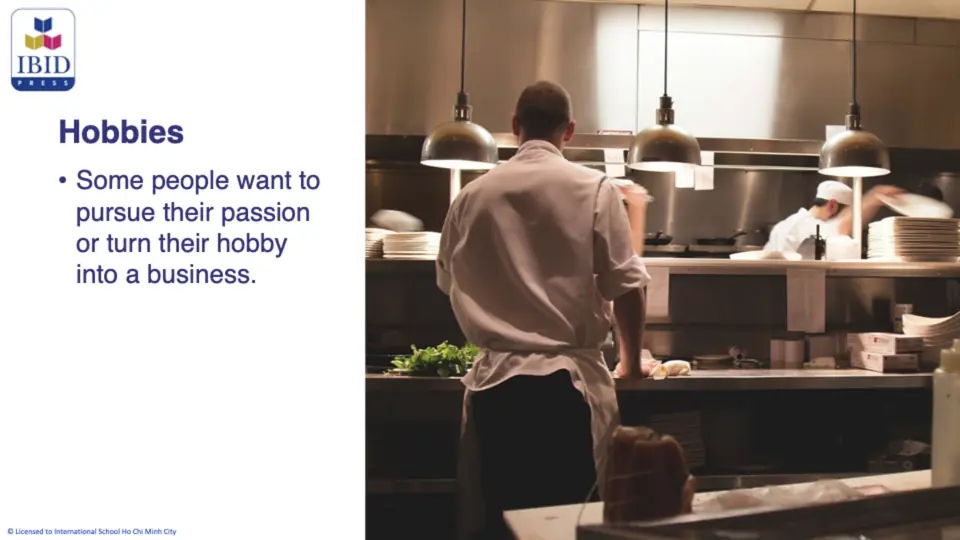 IBID
PRESS
Hobbies
• Some people want to
pursue their passion
or turn their hobby
into a business.
© Licensed to International School Ho Chi Minh City